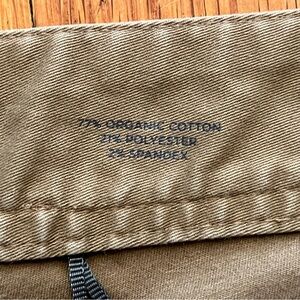 77% ORGANIC COTTON
21% POLYESTER
2% SPANDEX